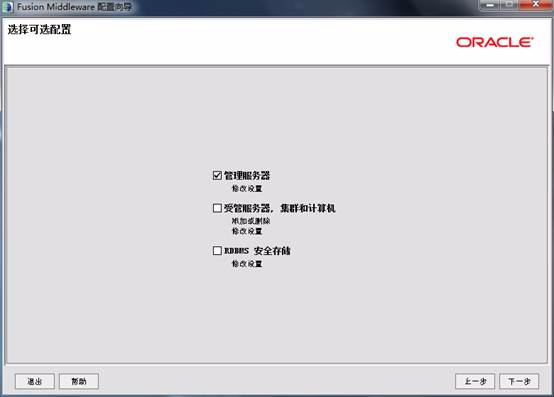 Fusion Middleware 配置向导
选择可选配置
ORACLE
管理服务器
修改设置
受管服务器, 集群和计算机
添加或删除
修改设置
RDBMS 安全存储
修改设置
退出 帮助 上一步 下一步